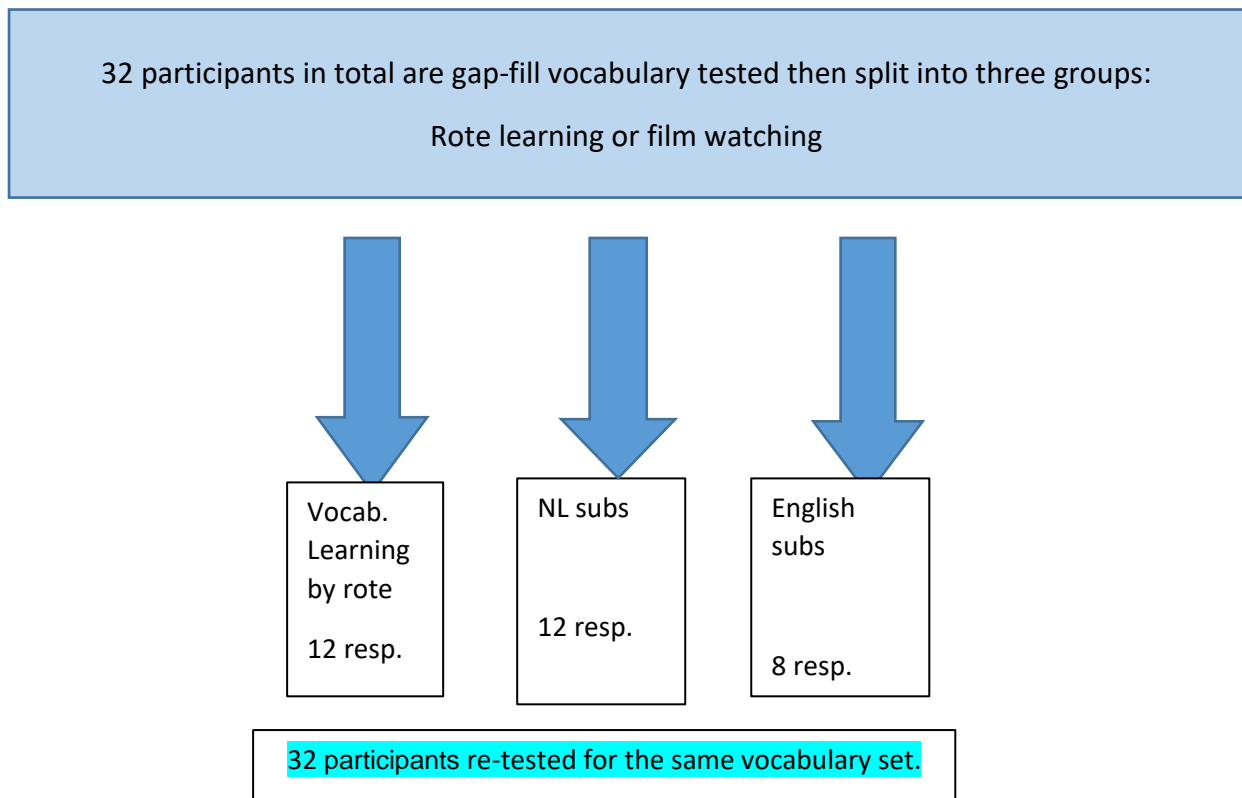 32 participants in total are gap-fill vocabulary tested then split into three groups:
Rote learning or film watching
Vocab.
Learning
by rote
12 resp.
NL subs
12 resp.
English
subs
8 resp.
32 participants re-tested for the same vocabulary set.